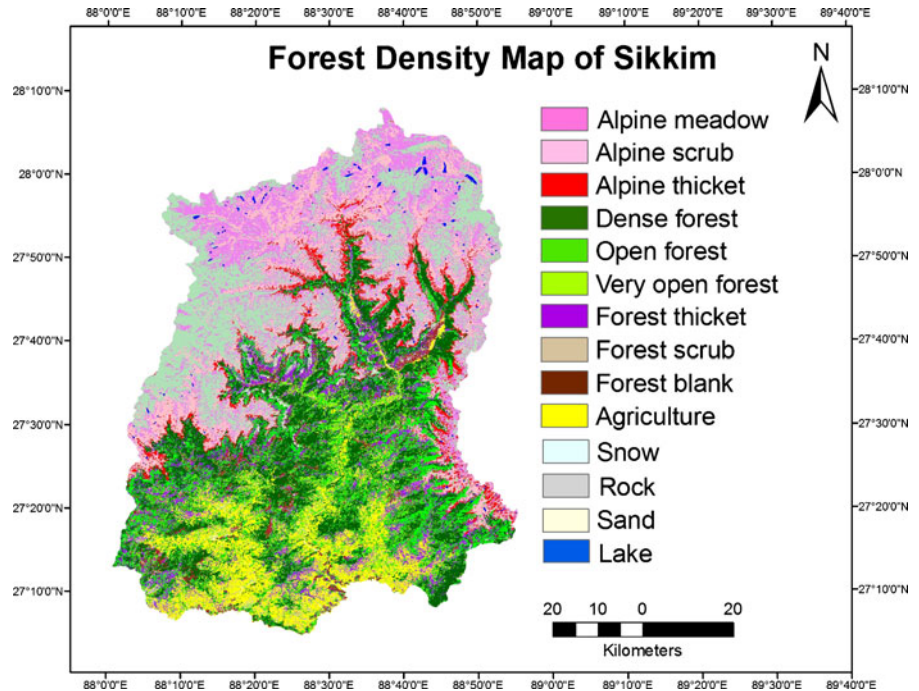 88°0'0"E 88°10'0"E 88°20'0"E 88°30'0"E 88°40'0"E 88°50'0"E 89°0'0"E 89°10'0"E 89°20'0"E 89°30'0"E 89°40'0"E
Forest Density Map of Sikkim
N
28°10'0"N 28°10'0"N
Alpine meadow
Alpine scrub
28°0'0"N 28°0'0"N
Alpine thicket
Dense forest
27°50'0"N 27°50'0"N
Open forest
Very open forest
Forest thicket
27°40'0"N 27°40'0"N
Forest scrub
Forest blank
Agriculture
27°30'0"N 27°30'0"N
Snow
Rock
27°20'0"N 27°20'0"N
Sand
Lake
27°10'0"N 27°10'0"N
20 10 0 20
Kilometers
88°0'0"E 88°10'0"E 88°20'0"E 88°30'0"E 88°40'0"E 88°50'0"E 89°0'0"E 89°10'0"E 89°20'0"E 89°30'0"E 89°40'0"E